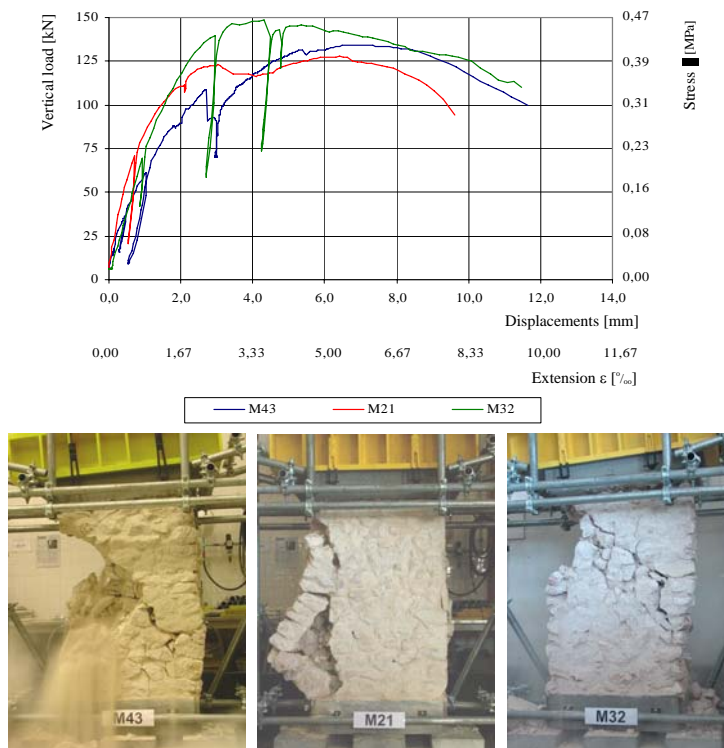 Vertical load [kN]
150
125
100
75
50
25
0
0,47
0,39
0,31
0,23
0,16
0,08
0,00
Stress [MPa]
0,0 2,0 4,0 6,0 8,0 10,0 12,0 14,0
Displacements [mm]
0,00 1,67 3,33 5,00 6,67 8,33 10,00 11,67
Extension ε [‰]
M43 M21 M32
M43
M21
M32